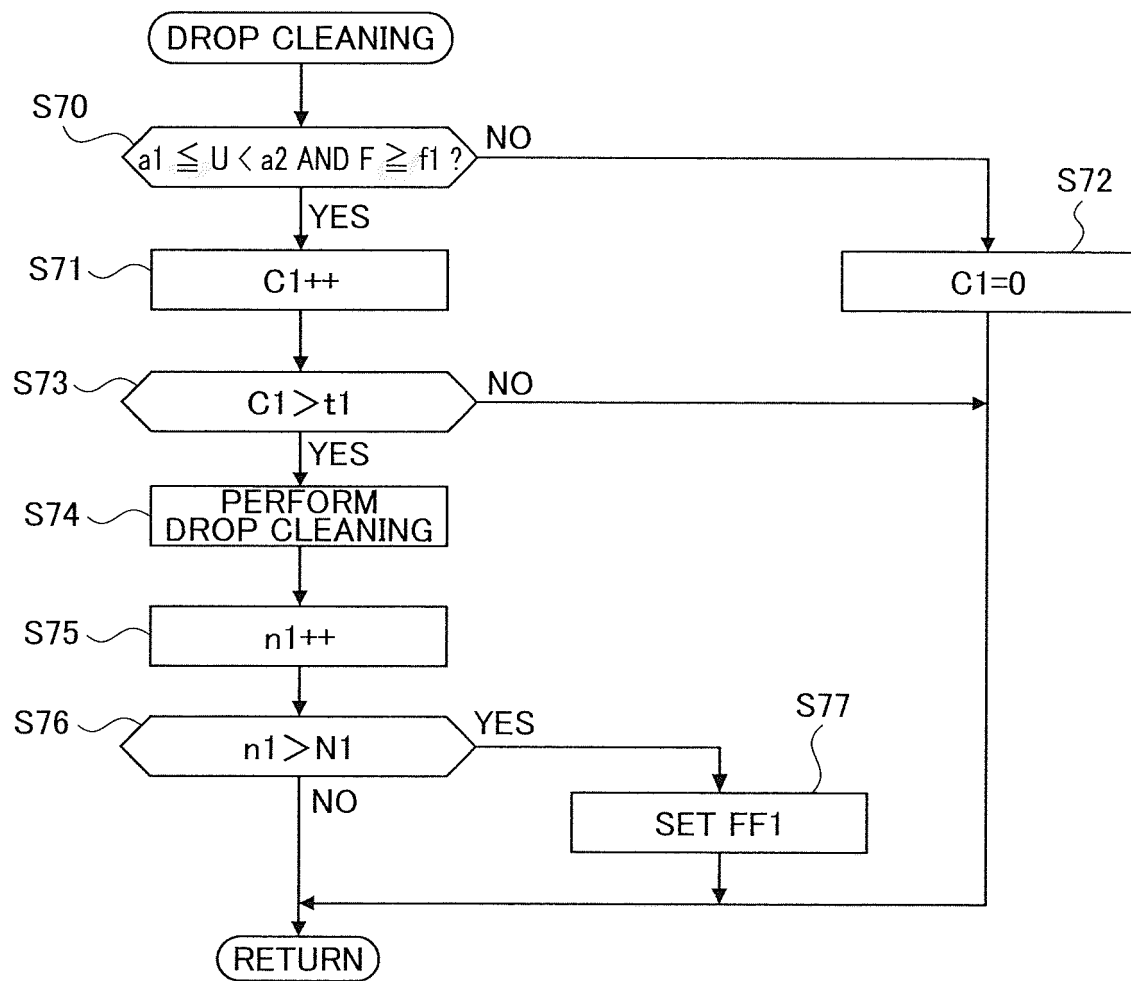 DROP CLEANING
S70
a1 ≦ U < a2 AND F ≧ f1 ?
NO
YES
S72
S71
C1++
C1=0
S73
C1>t1
NO
YES
S74
PERFORM
DROP CLEANING
S75
n1++
S76
n1>N1
YES
S77
NO
SET FF1
RETURN